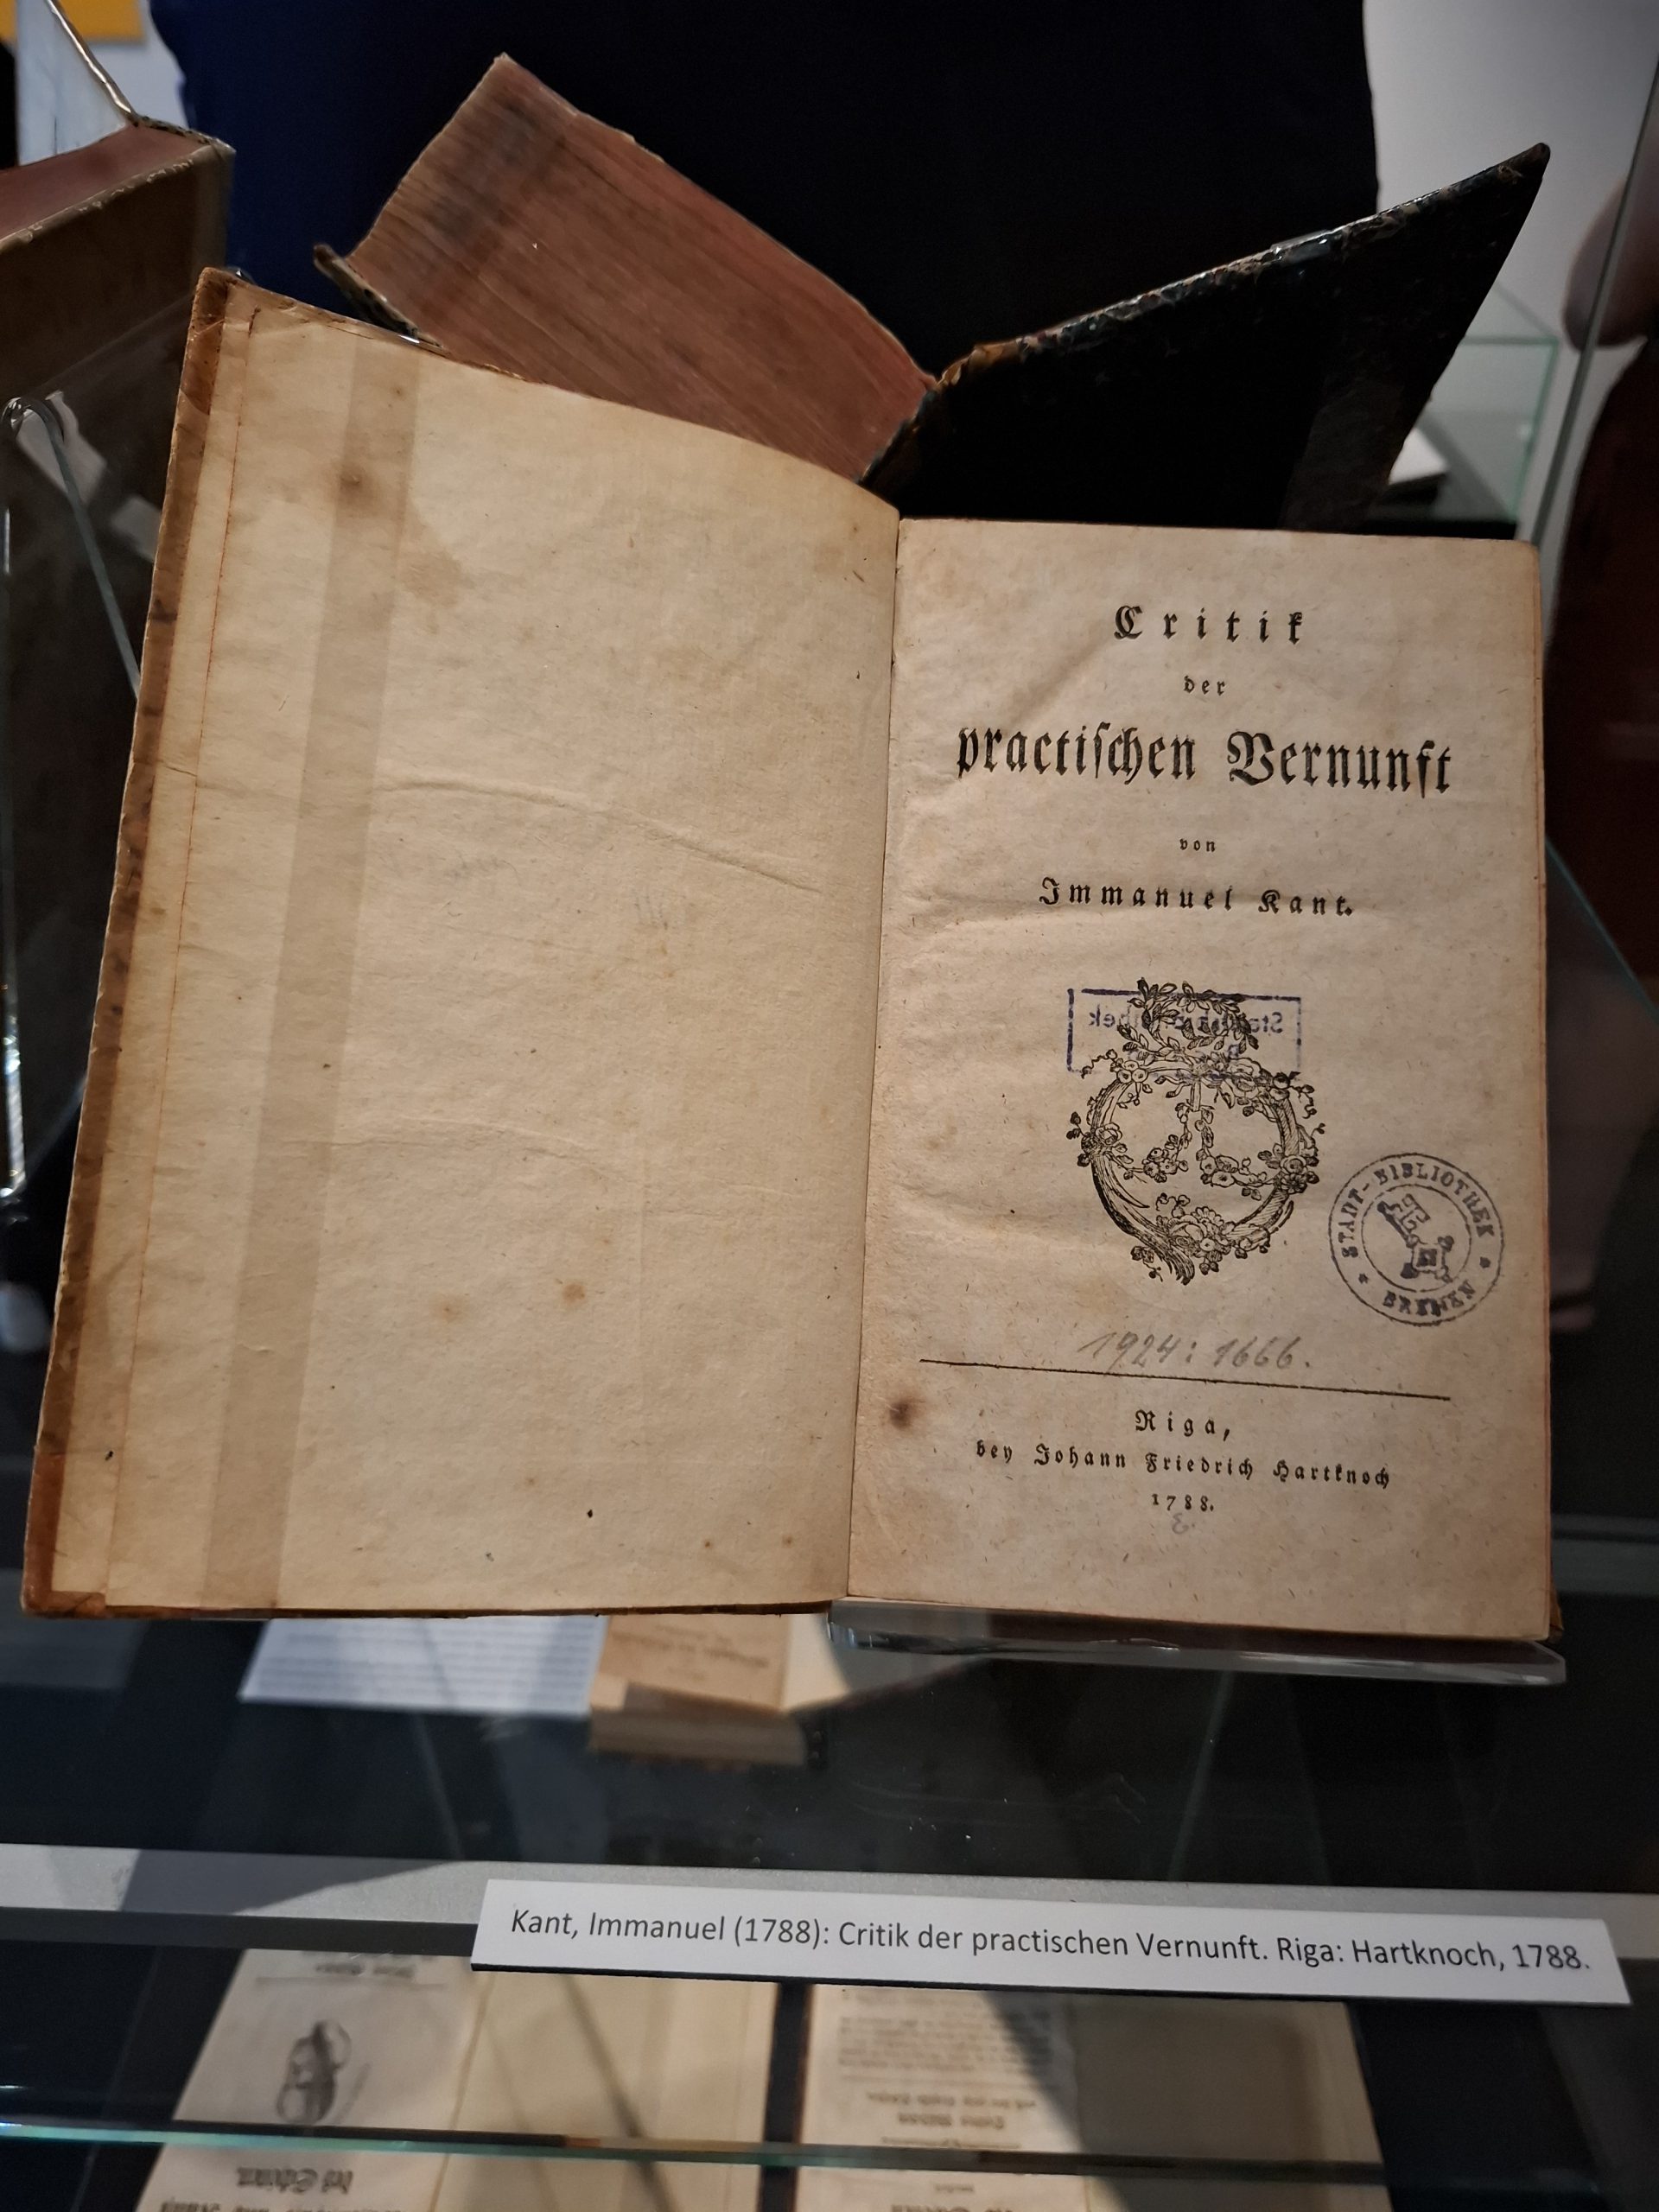 Critik
der
practischen Vernunft
von
Immanuel Kant.
STADT-BIBLIOTHEK
* BREMEN *
1924: 1666.
Riga,
bey Johann Friedrich Hartknoch
1788.
Kant, Immanuel (1788): Critik der practischen Vernunft. Riga: Hartknoch, 1788.